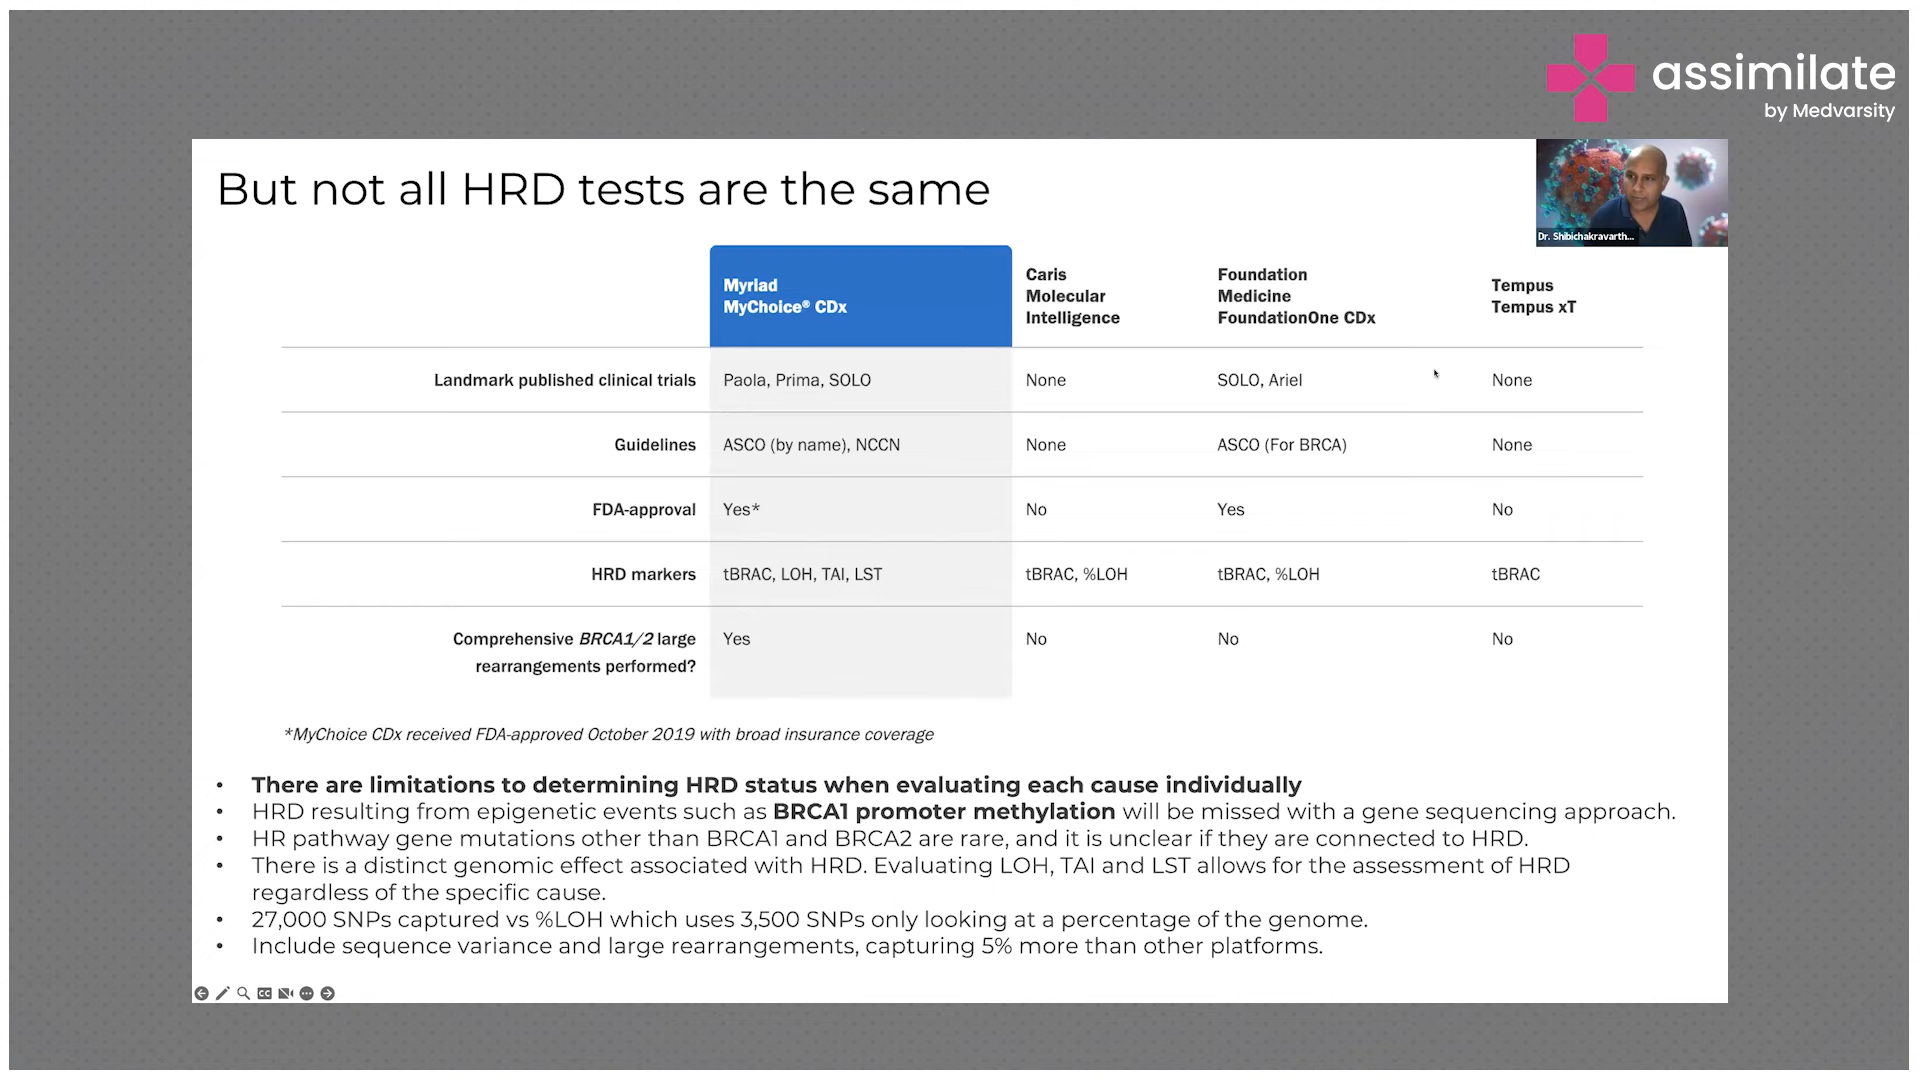 assimilate
by Medvarsity
But not all HRD tests are the same
Dr. Shibichakravarth...
Myriad
MyChoice® CDx
Caris
Molecular
Intelligence
Foundation
Medicine
FoundationOne CDx
Tempus
Tempus xT
Landmark published clinical trials Paola, Prima, SOLO None SOLO, Ariel None
Guidelines ASCO (by name), NCCN None ASCO (For BRCA) None
FDA-approval Yes* No Yes No
HRD markers tBRAC, LOH, TAI, LST tBRAC, %LOH tBRAC, %LOH tBRAC
Comprehensive BRCA1/2 large Yes No No No
rearrangements performed?
*MyChoice CDx received FDA-approved October 2019 with broad insurance coverage
• There are limitations to determining HRD status when evaluating each cause individually
• HRD resulting from epigenetic events such as BRCA1 promoter methylation will be missed with a gene sequencing approach.
• HR pathway gene mutations other than BRCA1 and BRCA2 are rare, and it is unclear if they are connected to HRD.
• There is a distinct genomic effect associated with HRD. Evaluating LOH, TAI and LST allows for the assessment of HRD
regardless of the specific cause.
• 27,000 SNPs captured vs %LOH which uses 3,500 SNPs only looking at a percentage of the genome.
• Include sequence variance and large rearrangements, capturing 5% more than other platforms.
CC